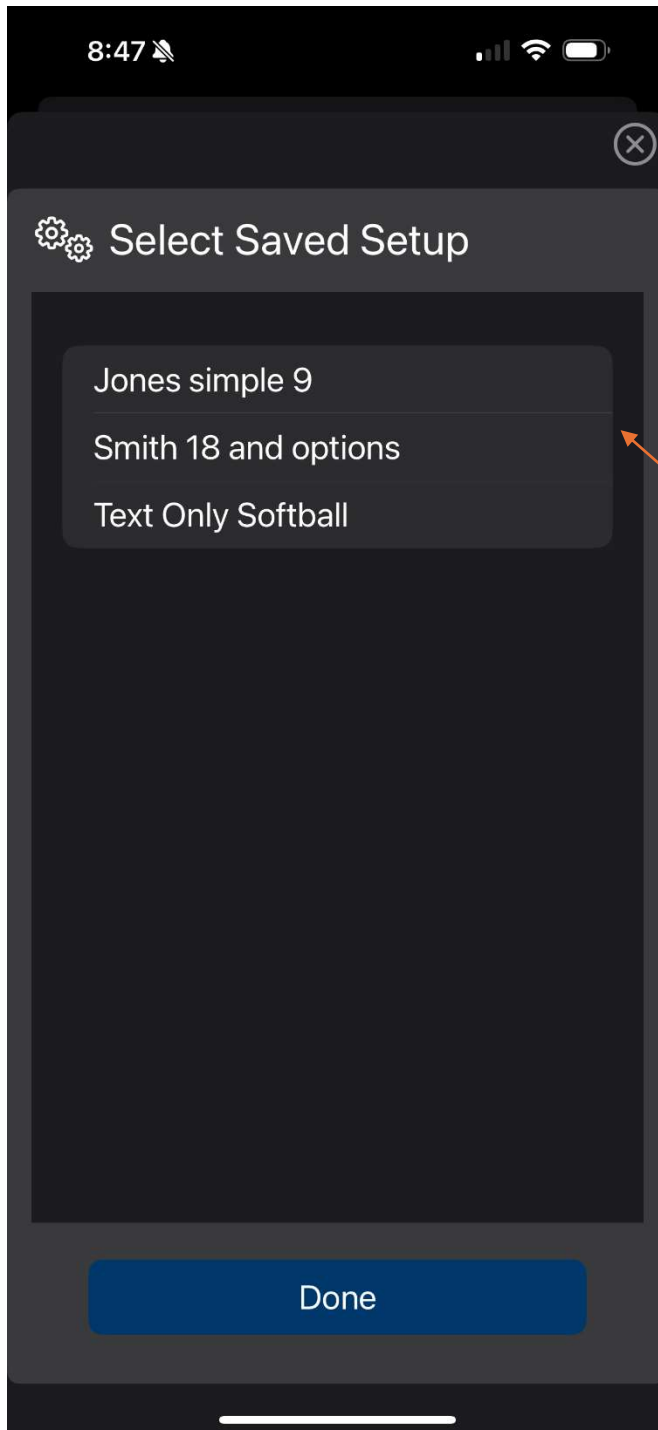 8:47
Select Saved Setup
Jones simple 9
Smith 18 and options
Text Only Softball
Done